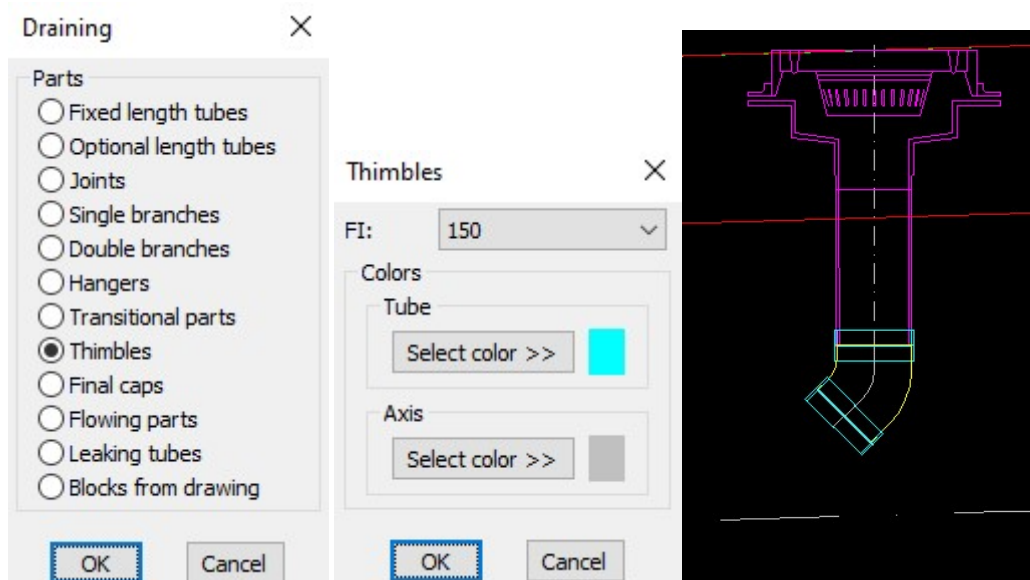 Draining
Parts
Fixed length tubes
Optional length tubes
Joints
Single branches
Double branches
Hangers
Transitional parts
Thimbles
Final caps
Flowing parts
Leaking tubes
Blocks from drawing
OK
Cancel
Thimbles
FI:
150
Colors
Tube
Select color >>
Axis
Select color >>
OK
Cancel